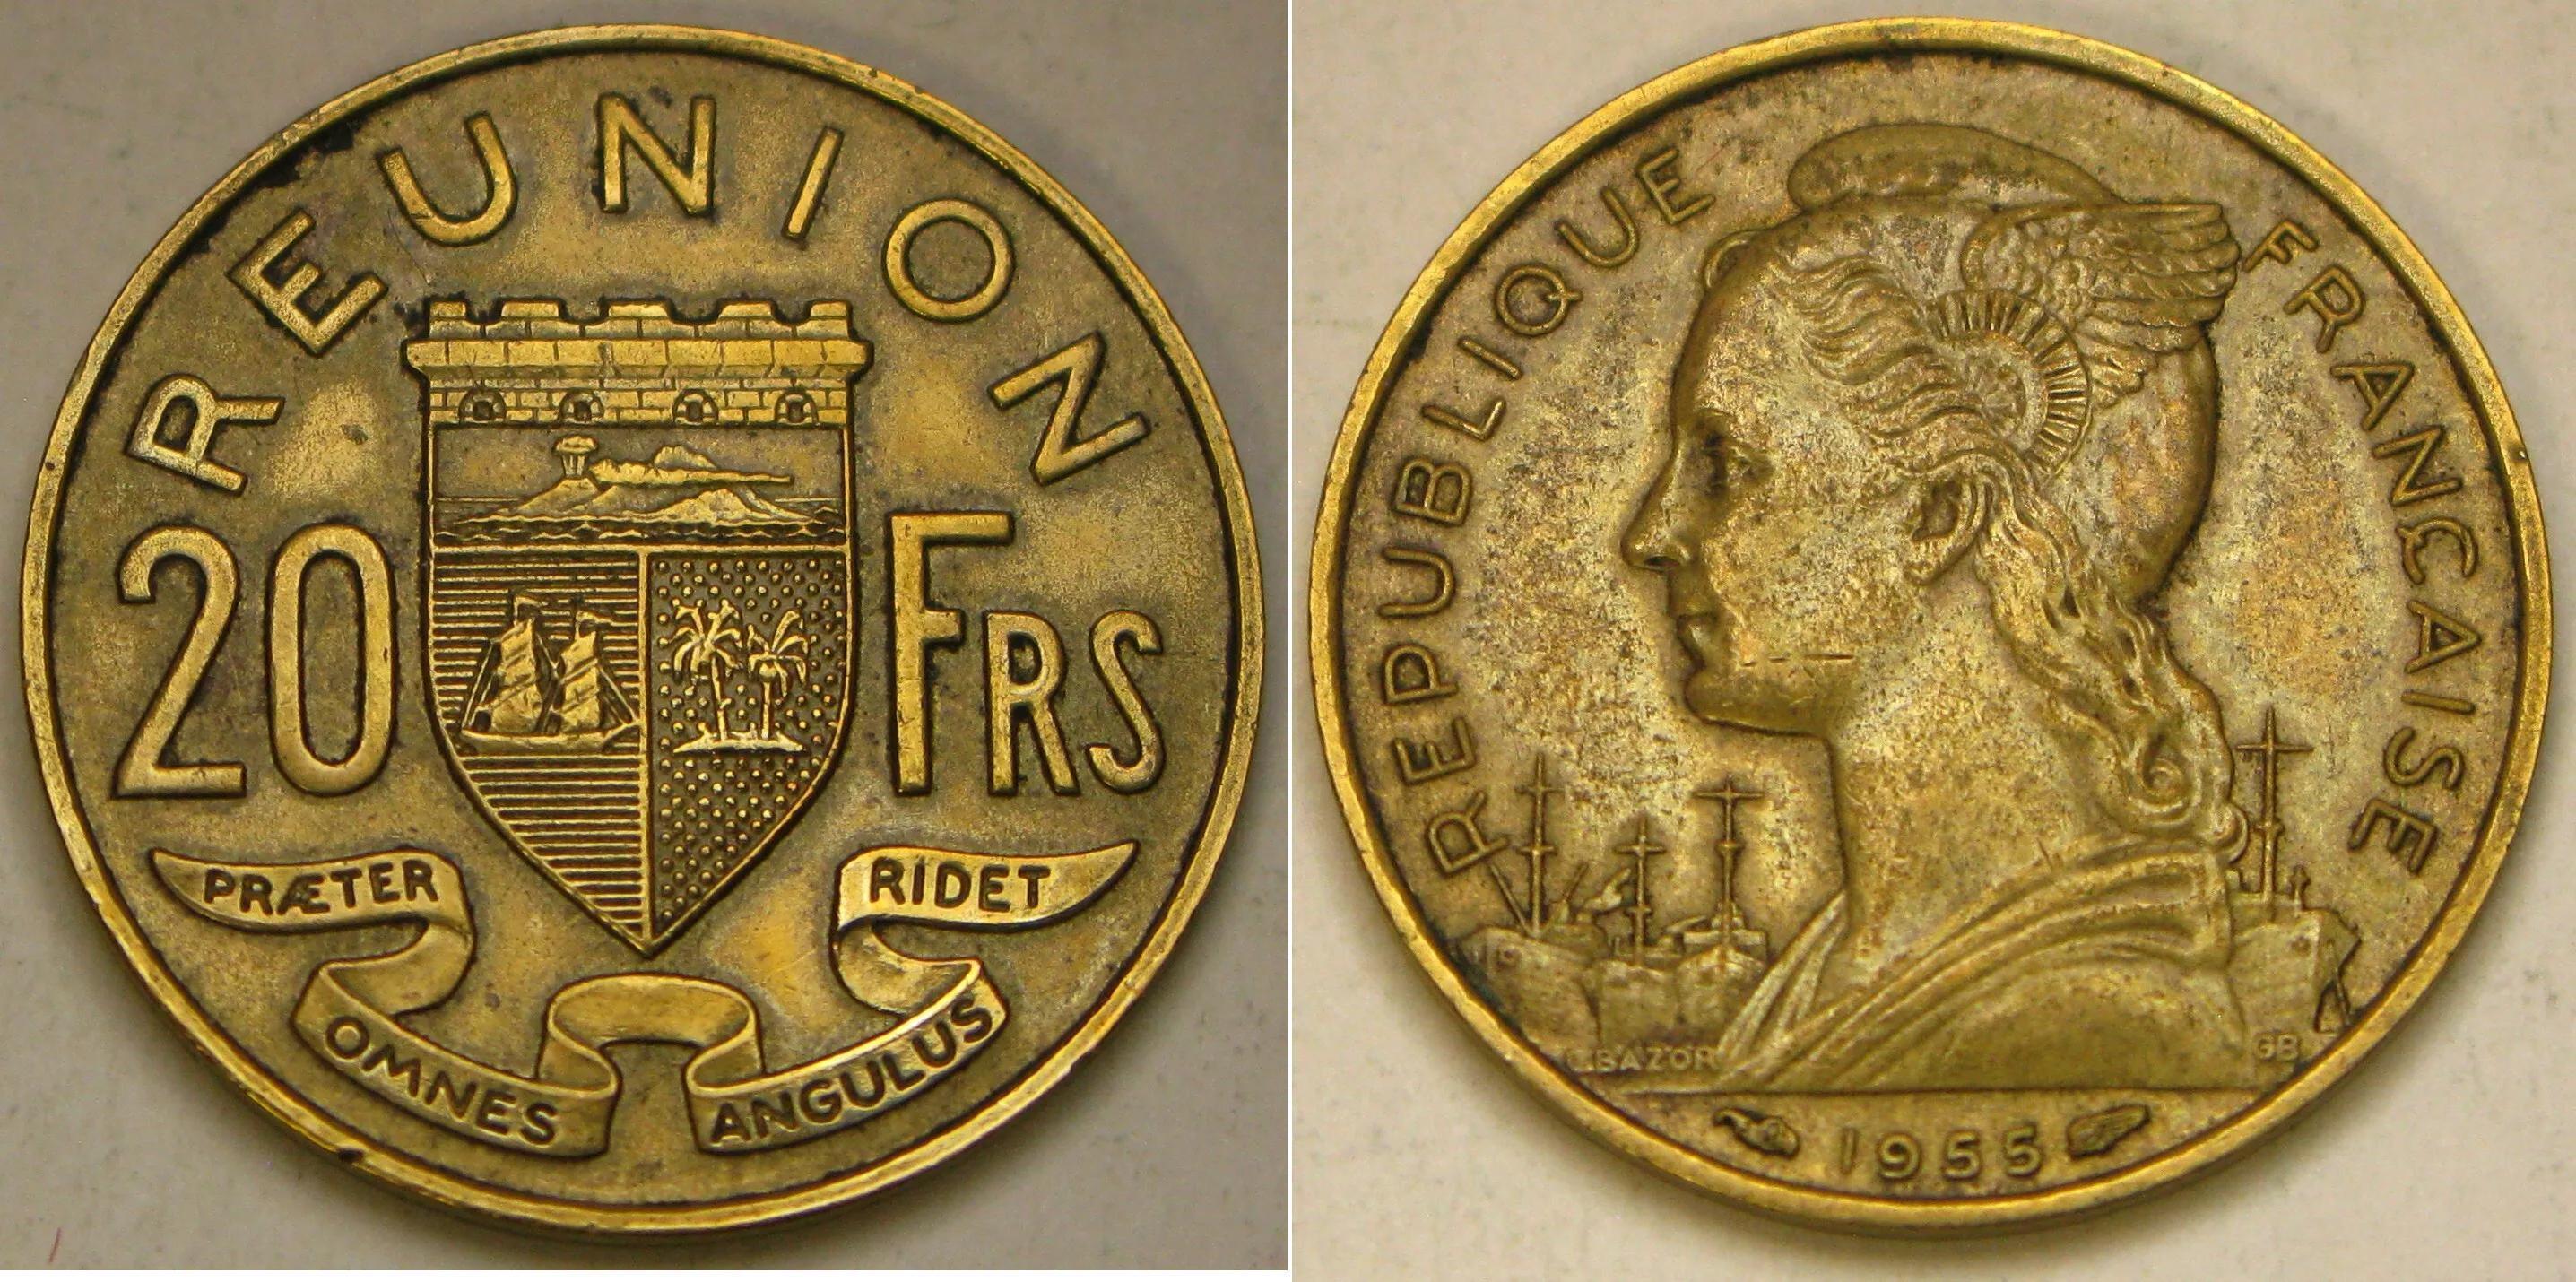 REUNION
20 FRS
PRÆTER
OMNES
ANGULUS
RIDET
REPUBLIQUE FRANÇAISE
L.BAZOR
GB
1955